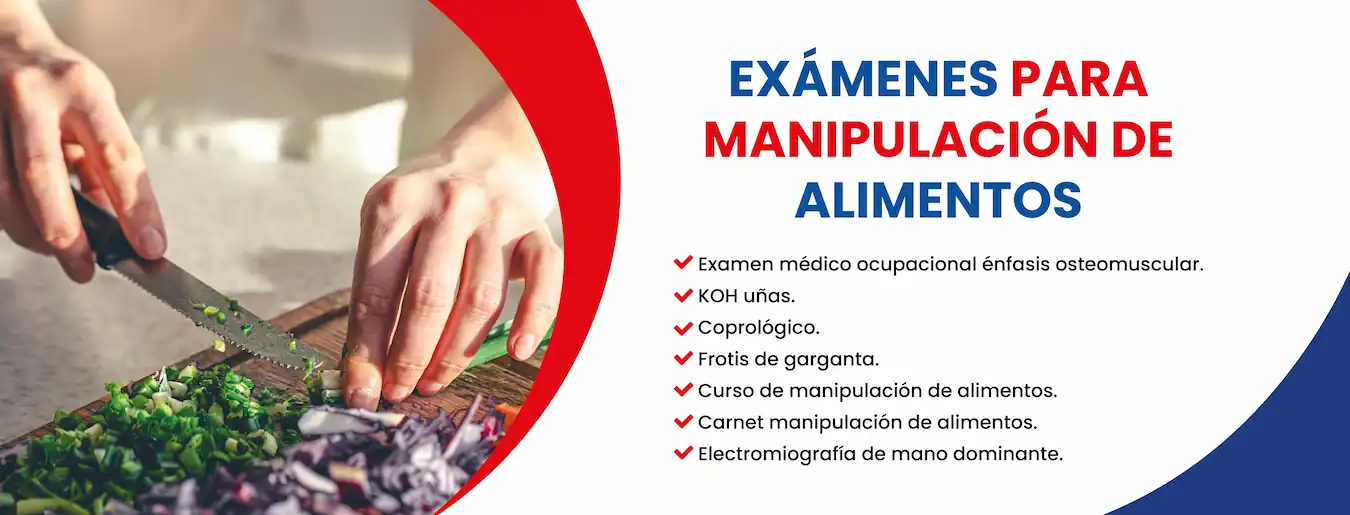 EXÁMENES PARA
MANIPULACIÓN DE
ALIMENTOS
Examen médico ocupacional énfasis osteomuscular.
KOH uñas.
Coprológico.
Frotis de garganta.
Curso de manipulación de alimentos.
Carnet manipulación de alimentos.
Electromiografía de mano dominante.